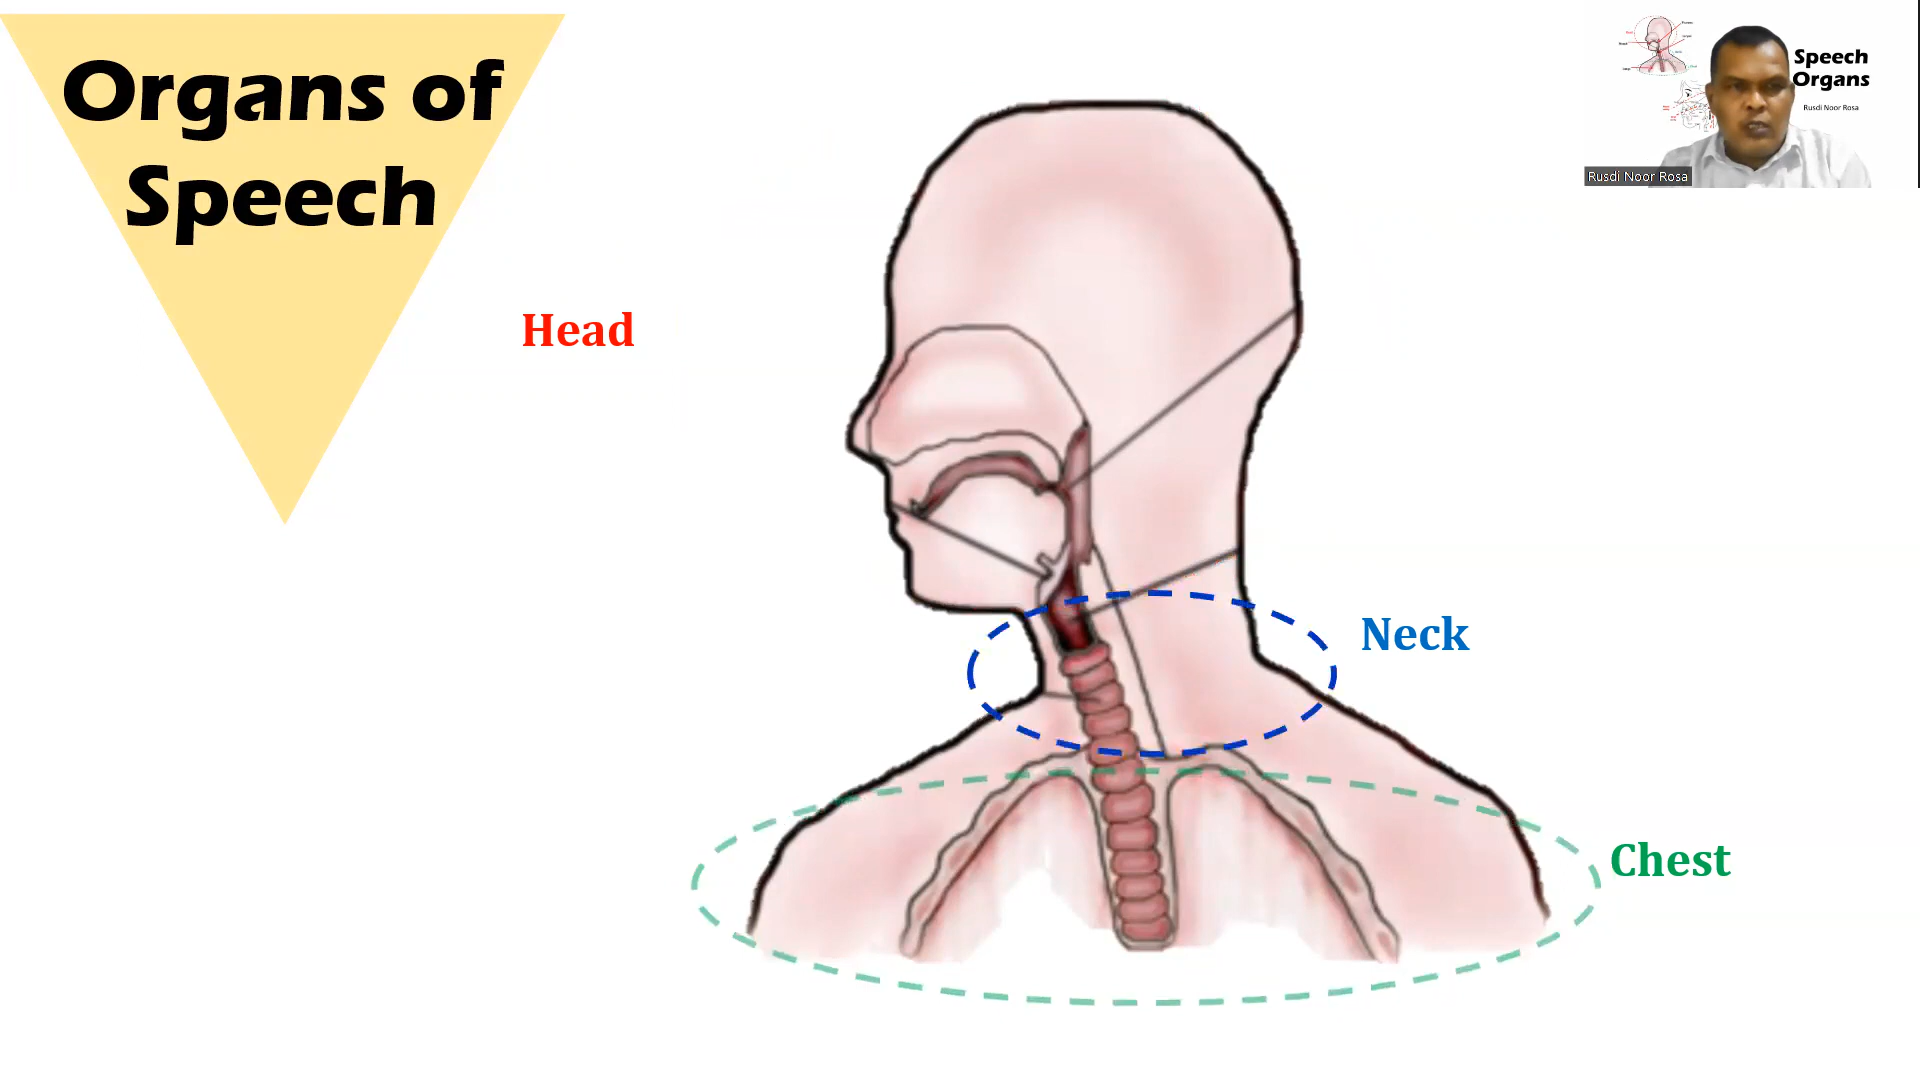 Organs of
Speech
Head
Neck
Chest
Speech
Organs
Rusdi Noor Rosa
Rusdi Noor Rosa